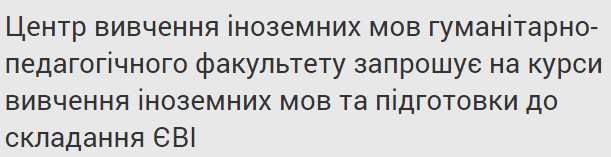 Центр вивчення іноземних мов гуманітарно-
педагогічного факультету запрошує на курси
вивчення іноземних мов та підготовки до
складання ЄВІ